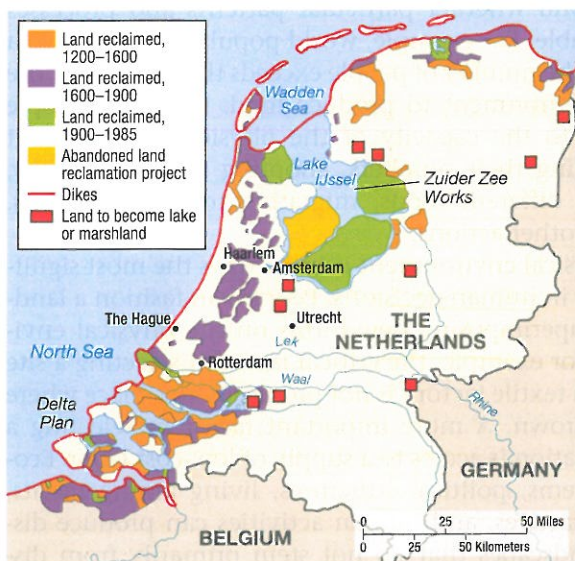 Land reclaimed,
1200–1600
Land reclaimed,
1600–1900
Land reclaimed,
1900–1985
Abandoned land
reclamation project
Dikes
Land to become lake
or marshland
Wadden
Sea
Lake
IJssel
Zuider Zee
Works
Haarlem
Amsterdam
The Hague
Utrecht
THE
NETHERLANDS
Lek
North Sea
Rotterdam
Waal
Delta
Plan
Rhine
GERMANY
BELGIUM
0 25 50 Miles
0 25 50 Kilometers